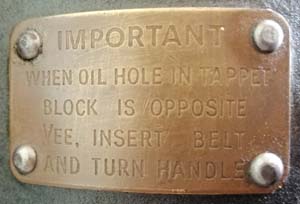 IMPORTANT
WHEN OIL HOLE IN TAPPET
BLOCK IS OPPOSITE
VEE, INSERT BELT
AND TURN HANDLE